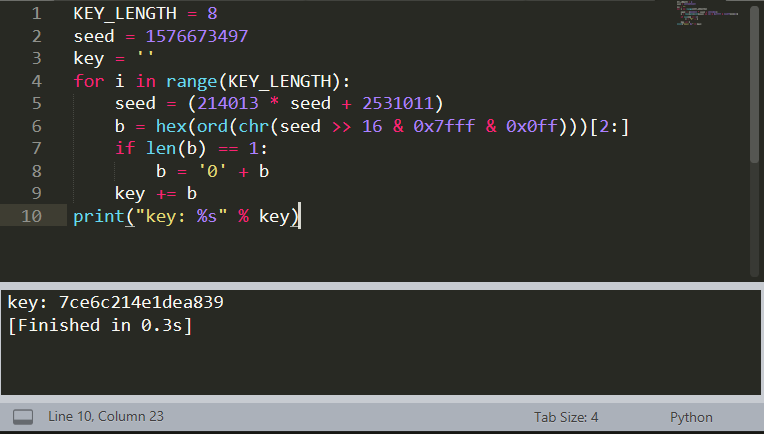 1 KEY_LENGTH = 8
2 seed = 1576673497
3 key = ''
4 for i in range(KEY_LENGTH):
5     seed = (214013 * seed + 2531011)
6     b = hex(ord(chr(seed >> 16 & 0x7fff & 0x0ff)))[2:]
7     if len(b) == 1:
8         b = '0' + b
9     key += b
10 print("key: %s" % key)
key: 7ce6c214e1dea839
[Finished in 0.3s]
Line 10, Column 23 Tab Size: 4 Python